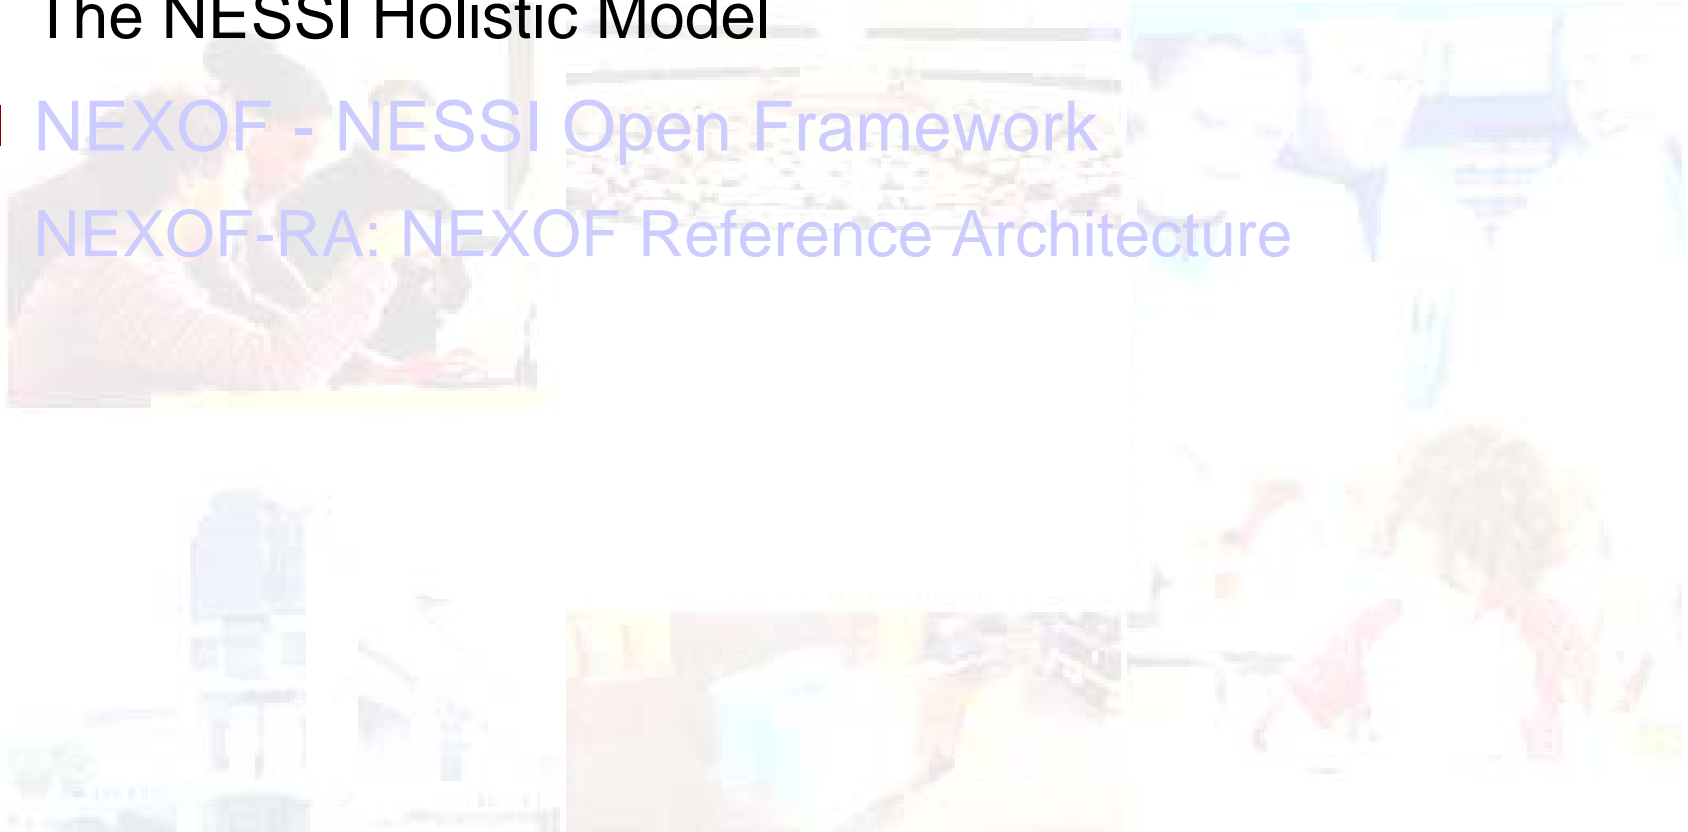 The NESSI Holistic Model
NEXOF - NESSI Open Framework
NEXOF-RA: NEXOF Reference Architecture